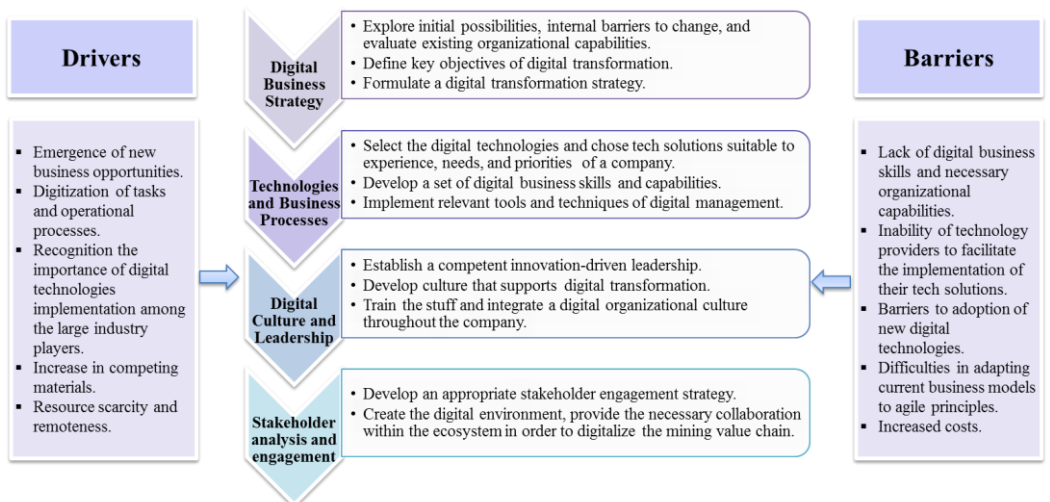 Drivers
▪ Emergence of new
business opportunities.
▪ Digitization of tasks
and operational
processes.
▪ Recognition the
importance of digital
technologies
implementation among
the large industry
players.
▪ Increase in competing
materials.
▪ Resource scarcity and
remoteness.
Digital
Business
Strategy
• Explore initial possibilities, internal barriers to change, and
evaluate existing organizational capabilities.
• Define key objectives of digital transformation.
• Formulate a digital transformation strategy.
Technologies
and Business
Processes
• Select the digital technologies and chose tech solutions suitable to
experience, needs, and priorities of a company.
• Develop a set of digital business skills and capabilities.
• Implement relevant tools and techniques of digital management.
Digital
Culture and
Leadership
• Establish a competent innovation-driven leadership.
• Develop culture that supports digital transformation.
• Train the stuff and integrate a digital organizational culture
throughout the company.
Stakeholder
analysis and
engagement
• Develop an appropriate stakeholder engagement strategy.
• Create the digital environment, provide the necessary collaboration
within the ecosystem in order to digitalize the mining value chain.
Barriers
▪ Lack of digital business
skills and necessary
organizational
capabilities.
▪ Inability of technology
providers to facilitate
the implementation of
their tech solutions.
▪ Barriers to adoption of
new digital
technologies.
▪ Difficulties in adapting
current business models
to agile principles.
▪ Increased costs.